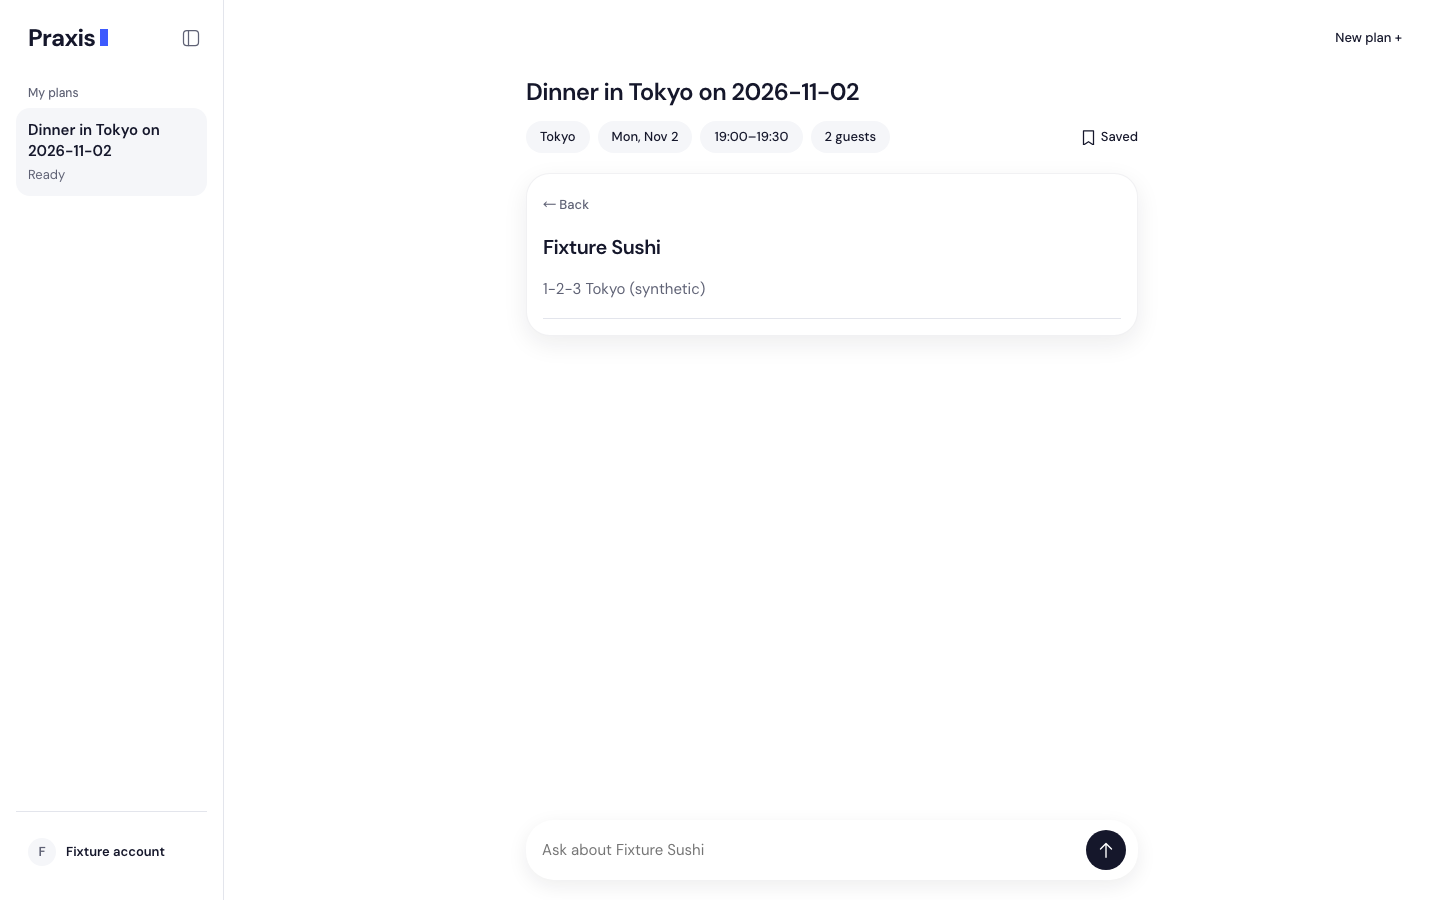 Praxis
New plan +
My plans
Dinner in Tokyo on
2026-11-02
Ready
Dinner in Tokyo on 2026-11-02
Tokyo
Mon, Nov 2
19:00–19:30
2 guests
Saved
← Back
Fixture Sushi
1-2-3 Tokyo (synthetic)
Ask about Fixture Sushi
F
Fixture account